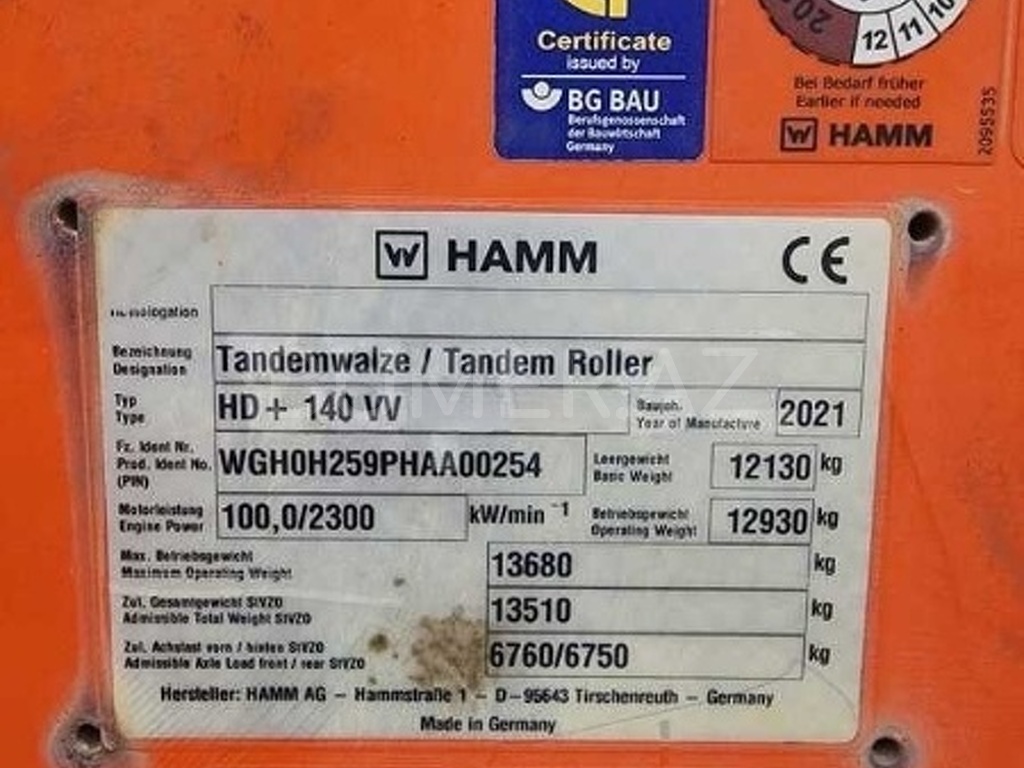 Certificate
issued by
BG BAU
Berufsgenossenschaft
der Bauwirtschaft
Germany
12 11 10
Bei Bedarf früher
Earlier if needed
HAMM
2095535
HAMM CE
Bezeichnung
Designation
Tandemwalze / Tandem Roller
Typ
Type
HD+ 140 VV
Baujah.
Year of Manufacture
2021
Fz. Ident Nr.
Prod. Ident No.
(PIN)
WGH0H259PHAA00254
Leergewicht
Basic Weight
12130 kg
Motorleistung
Engine Power
100,0/2300 kW/min -1
Betriebsgewicht
Operating Weight
12930 kg
Max. Betriebsgewicht
Maximum Operating Weight
13680 kg
Zul. Gesamtgewicht StVZO
Admissible Total Weight StVZO
13510 kg
Zul. Achslast vorn / hinten StVZO
Admissible Axle Load front / rear StVZO
6760/6750 kg
Hersteller: HAMM AG - Hammstraße 1 - D-95643 Tirschenreuth - Germany
Made in Germany